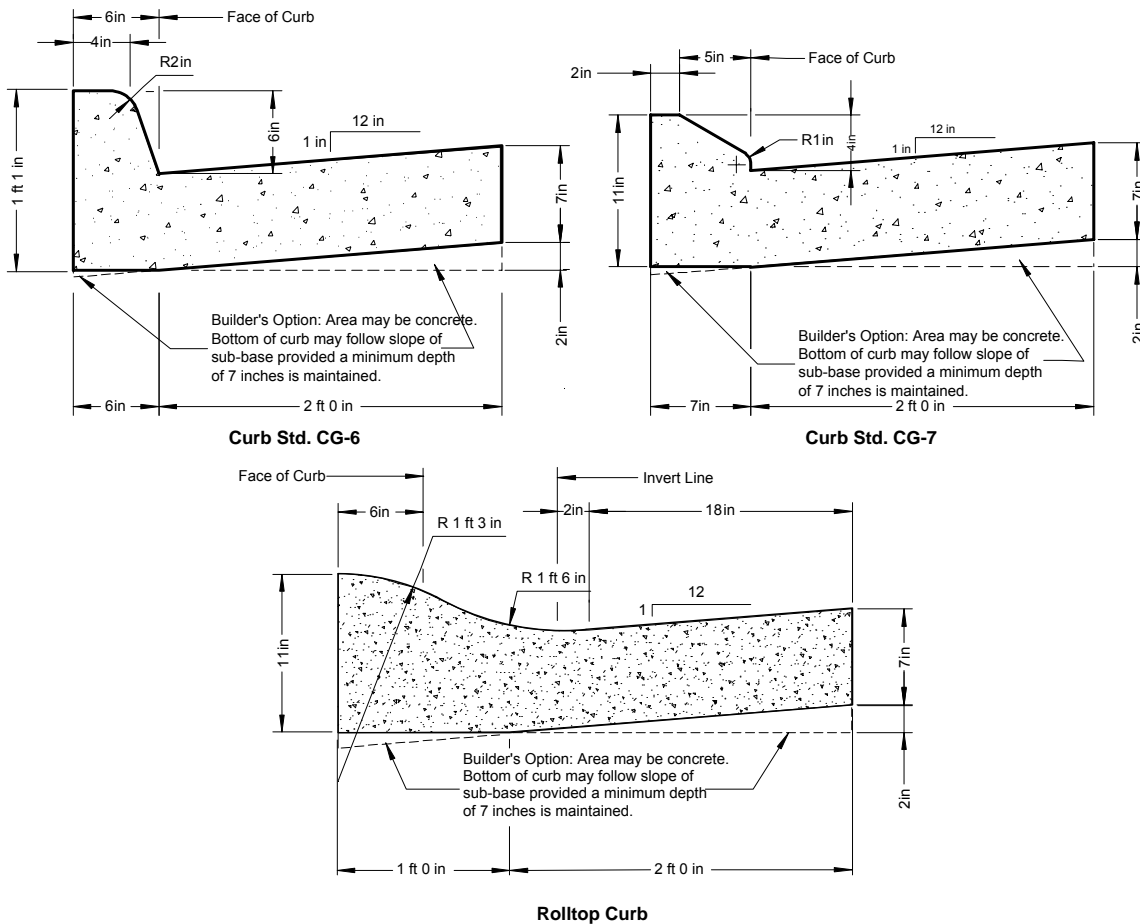 6in
Face of Curb
4in
R2in
1 ft 1 in
6in
12 in
1 in
7in
2in
Builder's Option: Area may be concrete.
Bottom of curb may follow slope of
sub-base provided a minimum depth
of 7 inches is maintained.
6in
2 ft 0 in
Curb Std. CG-6
5in
Face of Curb
2in
11in
R1in
4in
12 in
1 in
7in
2in
Builder's Option: Area may be concrete.
Bottom of curb may follow slope of
sub-base provided a minimum depth
of 7 inches is maintained.
7in
2 ft 0 in
Curb Std. CG-7
Face of Curb
Invert Line
6in
2in
18in
R 1 ft 3 in
R 1 ft 6 in
12
1
11in
7in
2in
Builder's Option: Area may be concrete.
Bottom of curb may follow slope of
sub-base provided a minimum depth
of 7 inches is maintained.
1 ft 0 in
2 ft 0 in
Rolltop Curb